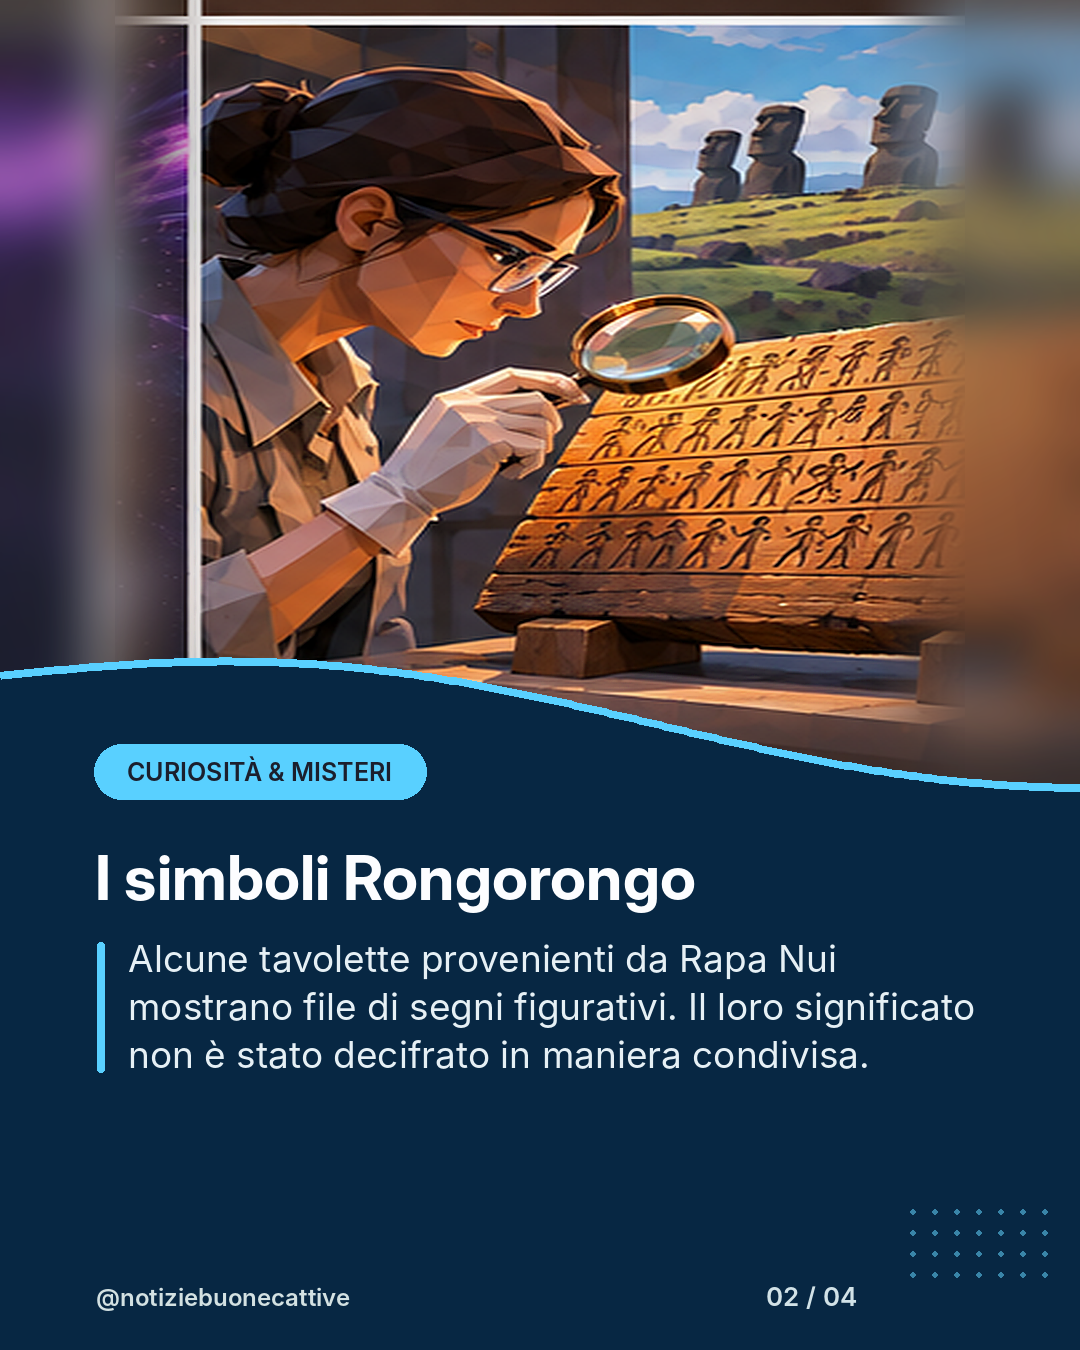 CURIOSITÀ & MISTERI
I simboli Rongorongo
Alcune tavolette provenienti da Rapa Nui
mostrano file di segni figurativi. Il loro significato
non è stato decifrato in maniera condivisa.
@notiziebuonecattive
02 / 04